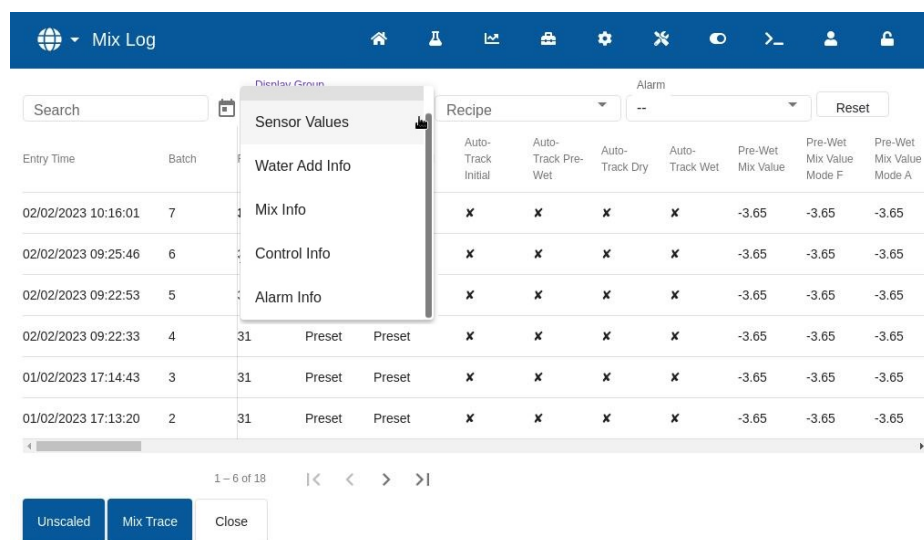 Mix Log
Display Group
Alarm
Search
Recipe
--
Reset
Sensor Values
Water Add Info
Mix Info
Control Info
Alarm Info
Entry Time Batch Auto-Track Initial Auto-Track Pre-Wet Auto-Track Dry Auto-Track Wet Pre-Wet Mix Value Pre-Wet Mix Value Mode F Pre-Wet Mix Value Mode A
02/02/2023 10:16:01 7 ✘ ✘ ✘ ✘ -3.65 -3.65 -3.65
02/02/2023 09:25:46 6 ✘ ✘ ✘ ✘ -3.65 -3.65 -3.65
02/02/2023 09:22:53 5 ✘ ✘ ✘ ✘ -3.65 -3.65 -3.65
02/02/2023 09:22:33 4 31 Preset Preset ✘ ✘ ✘ ✘ -3.65 -3.65 -3.65
01/02/2023 17:14:43 3 31 Preset Preset ✘ ✘ ✘ ✘ -3.65 -3.65 -3.65
01/02/2023 17:13:20 2 31 Preset Preset ✘ ✘ ✘ ✘ -3.65 -3.65 -3.65
1 – 6 of 18
Unscaled Mix Trace Close